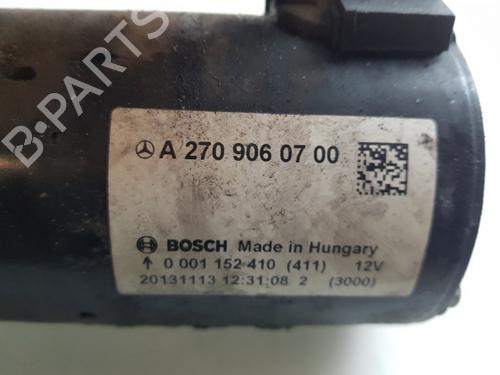 B-PARTS
A 270 906 07 00
BOSCH Made in Hungary
0 001 152 410 (411) 12V
20131113 12:31:08 2 (3000)